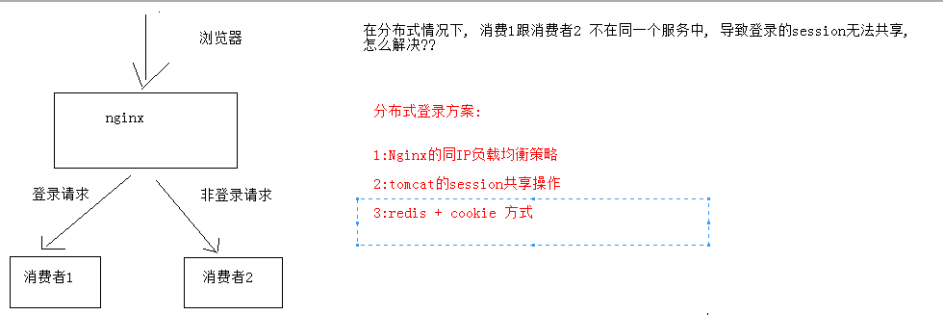 浏览器
nginx
登录请求
非登录请求
消费者1
消费者2
在分布式情况下, 消费1跟消费者2 不在同一个服务中, 导致登录的session无法共享,
怎么解决??
分布式登录方案:
1:Nginx的同IP负载均衡策略
2:tomcat的session共享操作
3:redis + cookie 方式